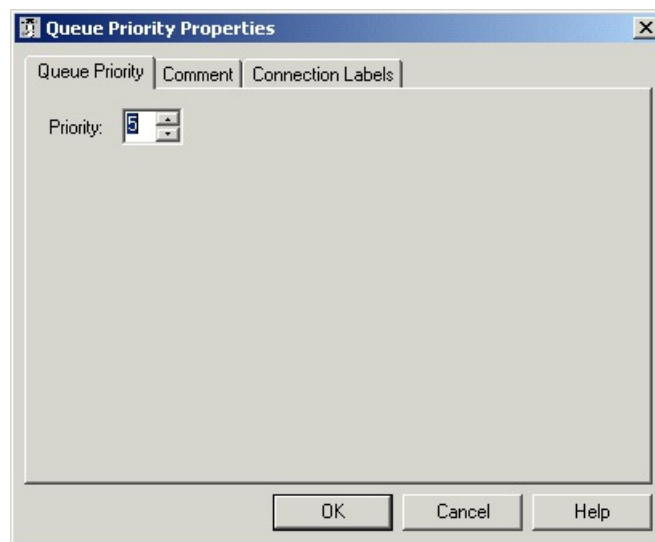 Queue Priority Properties
Queue Priority Comment Connection Labels
Priority: 5
OK Cancel Help